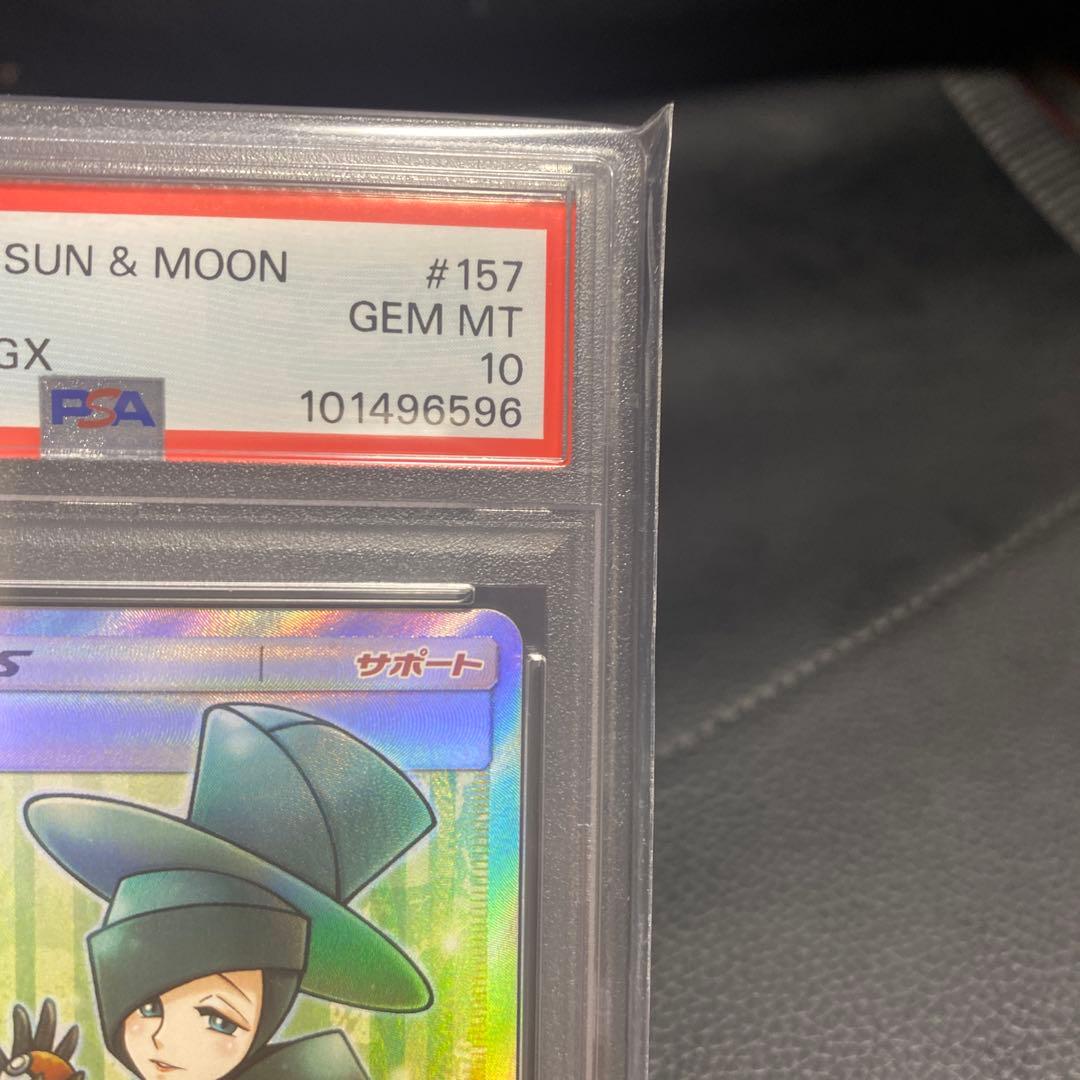 SUN & MOON #157
GEM MT
GX 10
PSA 101496596
サポート